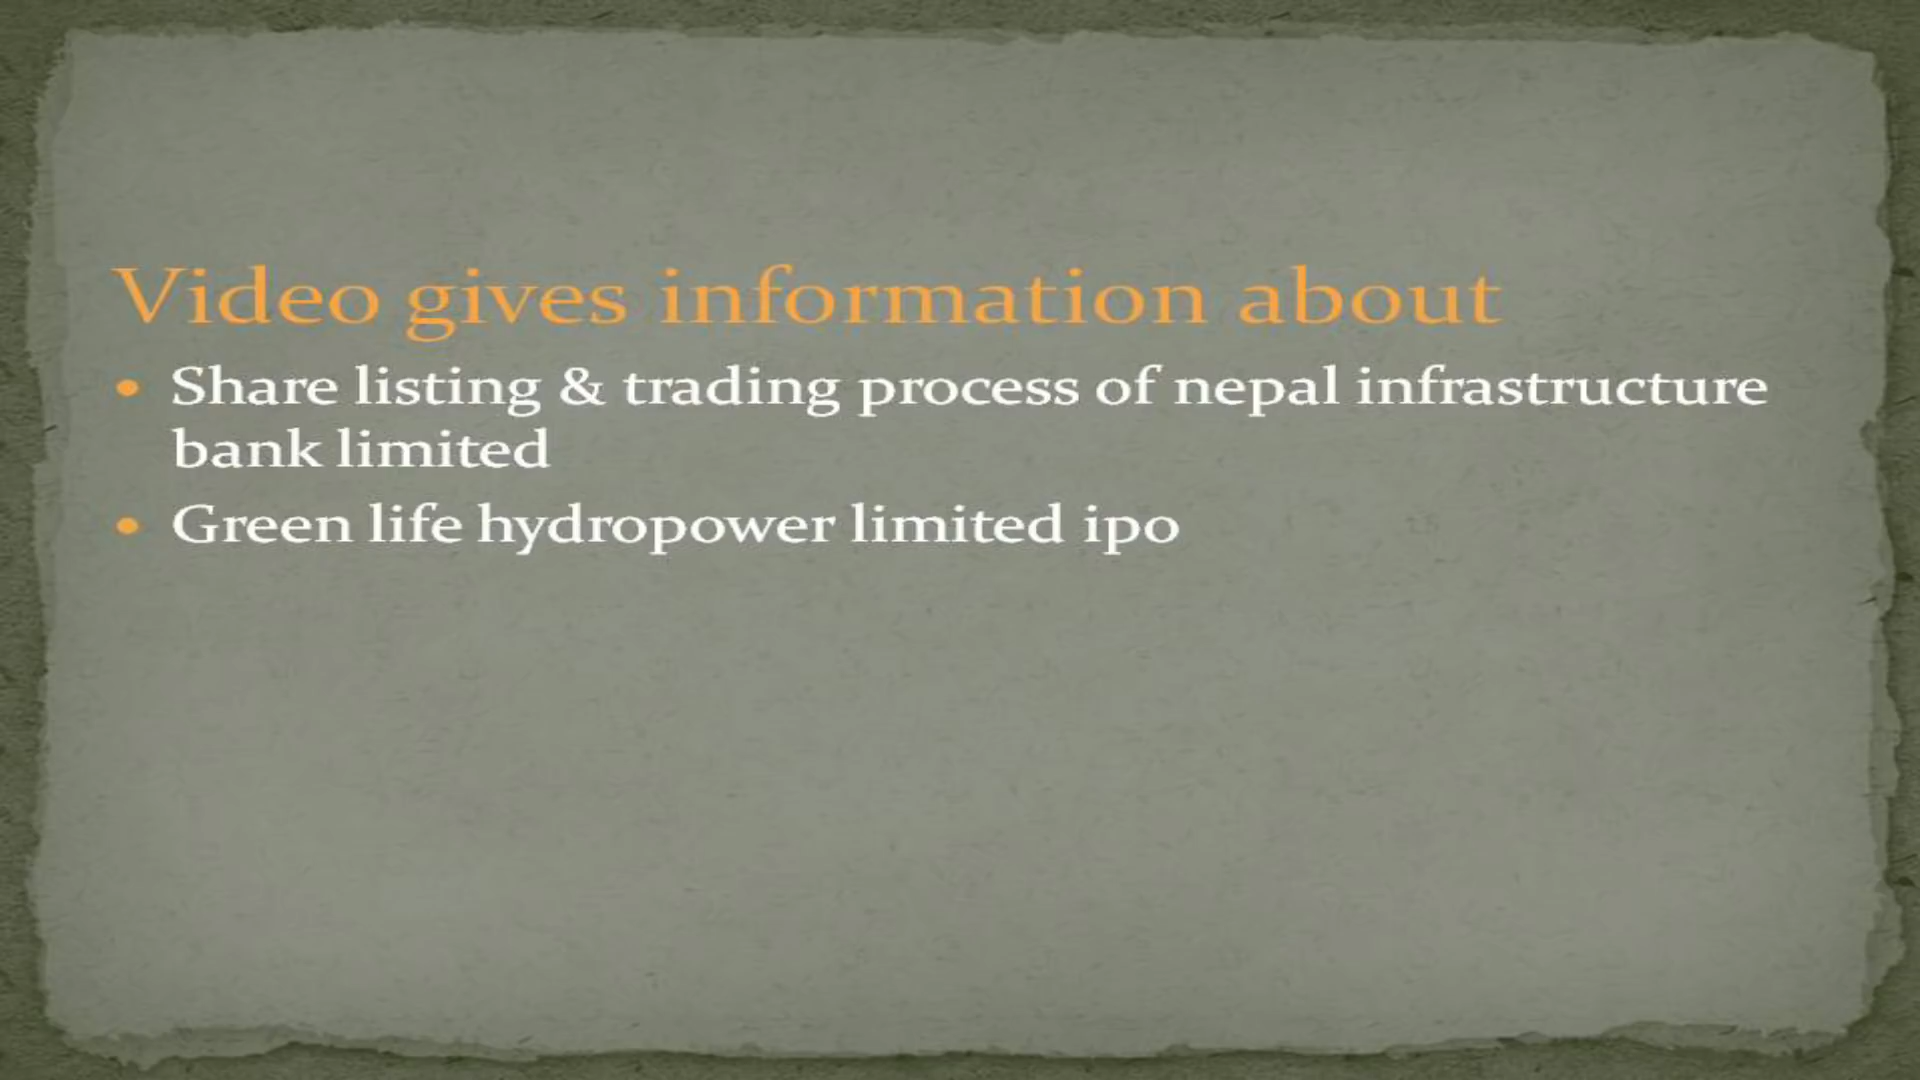 Video gives information about
• Share listing & trading process of nepal infrastructure
bank limited
• Green life hydropower limited ipo